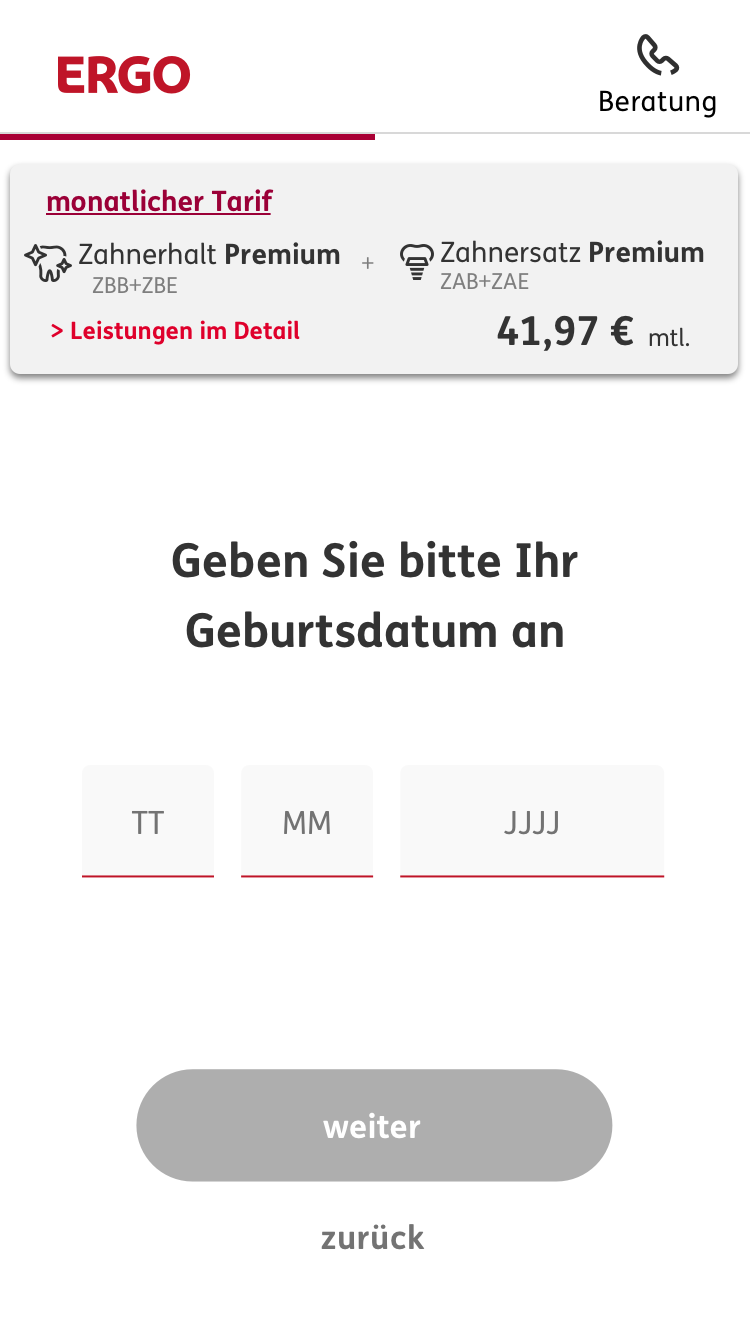 ERGO
Beratung
monatlicher Tarif
Zahnerhalt Premium + Zahnersatz Premium
ZBB+ZBE ZAB+ZAE
> Leistungen im Detail 41,97 € mtl.
Geben Sie bitte Ihr
Geburtsdatum an
TT MM JJJJ
weiter
zurück